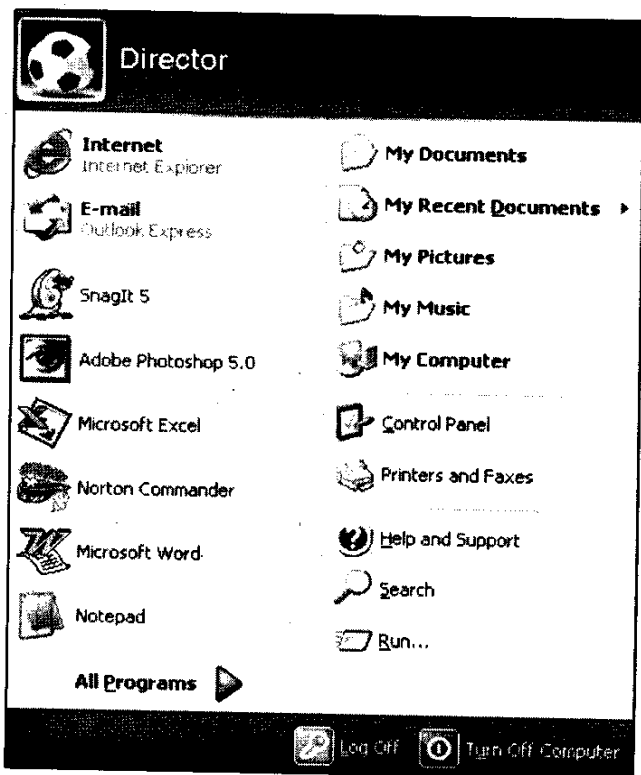 Director
Internet
Internet Explorer
E-mail
Outlook Express
SnagIt 5
Adobe Photoshop 5.0
Microsoft Excel
Norton Commander
Microsoft Word
Notepad
All Programs
My Documents
My Recent Documents
My Pictures
My Music
My Computer
Control Panel
Printers and Faxes
Help and Support
Search
Run...
Log Off
Turn Off Computer